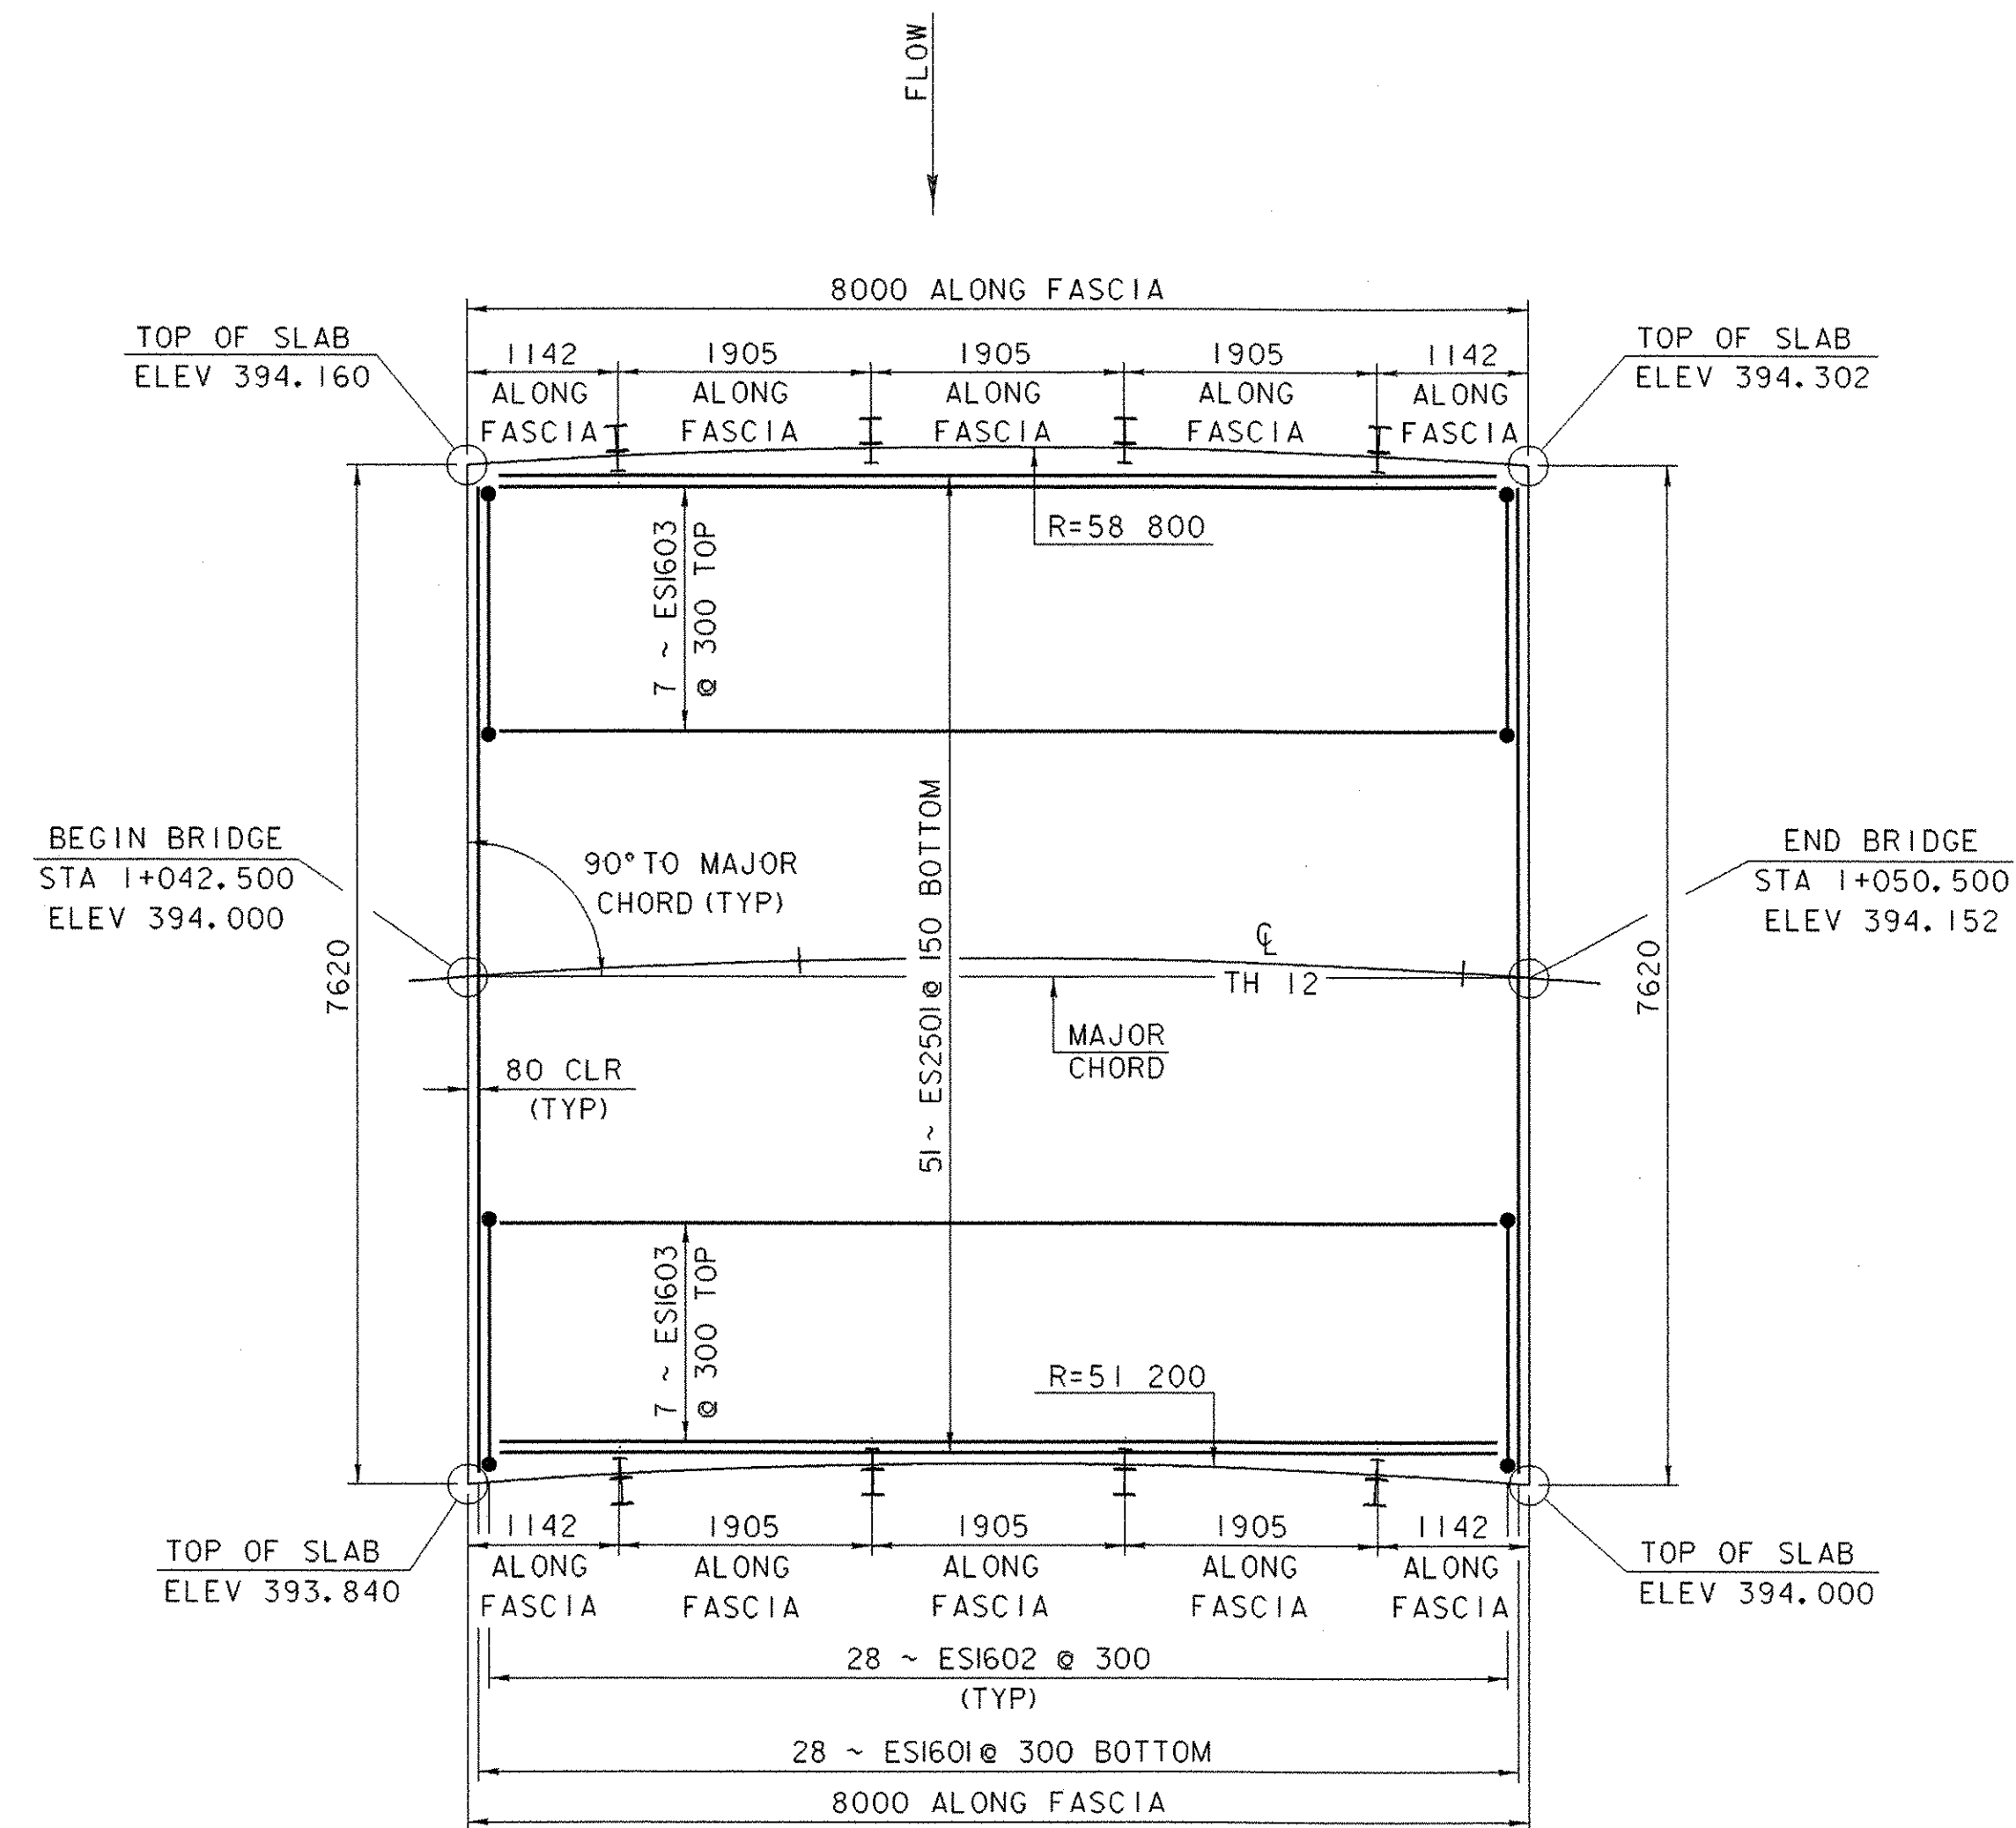 FLOW
8000 ALONG FASCIA
TOP OF SLAB
ELEV 394.160
1142
ALONG
FASCIA
1905
ALONG
FASCIA
1905
ALONG
FASCIA
1905
ALONG
FASCIA
1142
ALONG
FASCIA
TOP OF SLAB
ELEV 394.302
R=58 800
7 ~ ES1603
@ 300 TOP
BEGIN BRIDGE
STA 1+042.500
ELEV 394.000
90° TO MAJOR
CHORD (TYP)
51 ~ ES2501 @ 150 BOTTOM
℄
TH 12
END BRIDGE
STA 1+050.500
ELEV 394.152
7620
7620
MAJOR
CHORD
80 CLR
(TYP)
7 ~ ES1603
@ 300 TOP
R=51 200
TOP OF SLAB
ELEV 393.840
1142
ALONG
FASCIA
1905
ALONG
FASCIA
1905
ALONG
FASCIA
1905
ALONG
FASCIA
1142
ALONG
FASCIA
TOP OF SLAB
ELEV 394.000
28 ~ ES1602 @ 300
(TYP)
28 ~ ES1601 @ 300 BOTTOM
8000 ALONG FASCIA